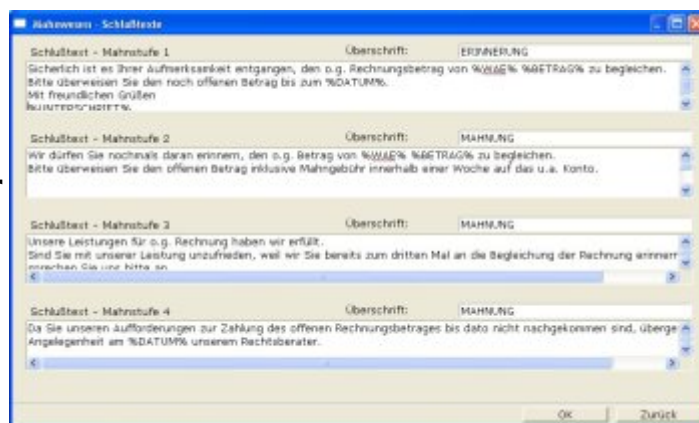 Mahnwesen - Schlußtexte
Schlußtext - Mahnstufe 1 Überschrift: ERINNERUNG
Sicherlich ist es Ihrer Aufmerksamkeit entgangen, den o.g. Rechnungsbetrag von %WAE% %BETRAG% zu begleichen.
Bitte überweisen Sie den noch offenen Betrag bis zum %DATUM%.
Mit freundlichen Grüßen
%UNTERSCHRIFT%
Schlußtext - Mahnstufe 2 Überschrift: MAHNUNG
Wir dürfen Sie nochmals daran erinnern, den o.g. Betrag von %WAE% %BETRAG% zu begleichen.
Bitte überweisen Sie den offenen Betrag inklusive Mahngebühr innerhalb einer Woche auf das u.a. Konto.
Schlußtext - Mahnstufe 3 Überschrift: MAHNUNG
Unsere Leistungen für o.g. Rechnung haben wir erfüllt.
Sind Sie mit unserer Leistung unzufrieden, weil wir Sie bereits zum dritten Mal an die Begleichung der Rechnung erinnern
sprechen Sie uns bitte an
Schlußtext - Mahnstufe 4 Überschrift: MAHNUNG
Da Sie unseren Aufforderungen zur Zahlung des offenen Rechnungsbetrages bis dato nicht nachgekommen sind, überge
Angelegenheit am %DATUM% unserem Rechtsberater.
OK Zurück